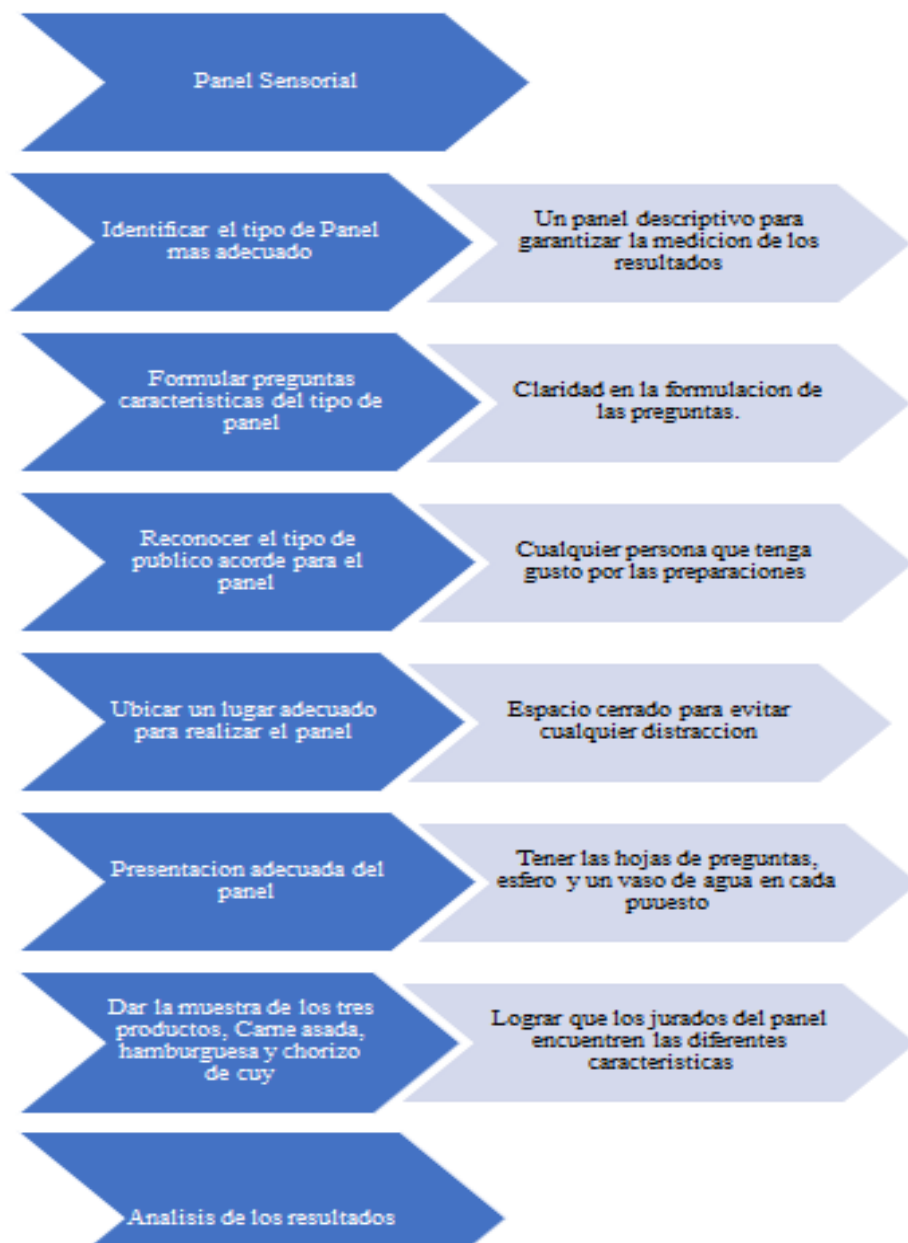 Panel Sensorial
Identificar el tipo de Panel
mas adecuado
Un panel descriptivo para
garantizar la medicion de los
resultados
Formular preguntas
caracteristicas del tipo de
panel
Claridad en la formulacion de
las preguntas.
Reconocer el tipo de
publico acorde para el
panel
Cualquier persona que tenga
gusto por las preparaciones
Ubicar un lugar adecuado
para realizar el panel
Espacio cerrado para evitar
cualquier distraccion
Presentacion adecuada del
panel
Tener las hojas de preguntas,
esfero y un vaso de agua en cada
puuesto
Dar la muestra de los tres
productos, Carne asada,
hamburguesa y chorizo
de cuy
Lograr que los jurados del panel
encuentren las diferentes
caracteristicas
Analisis de los resultados